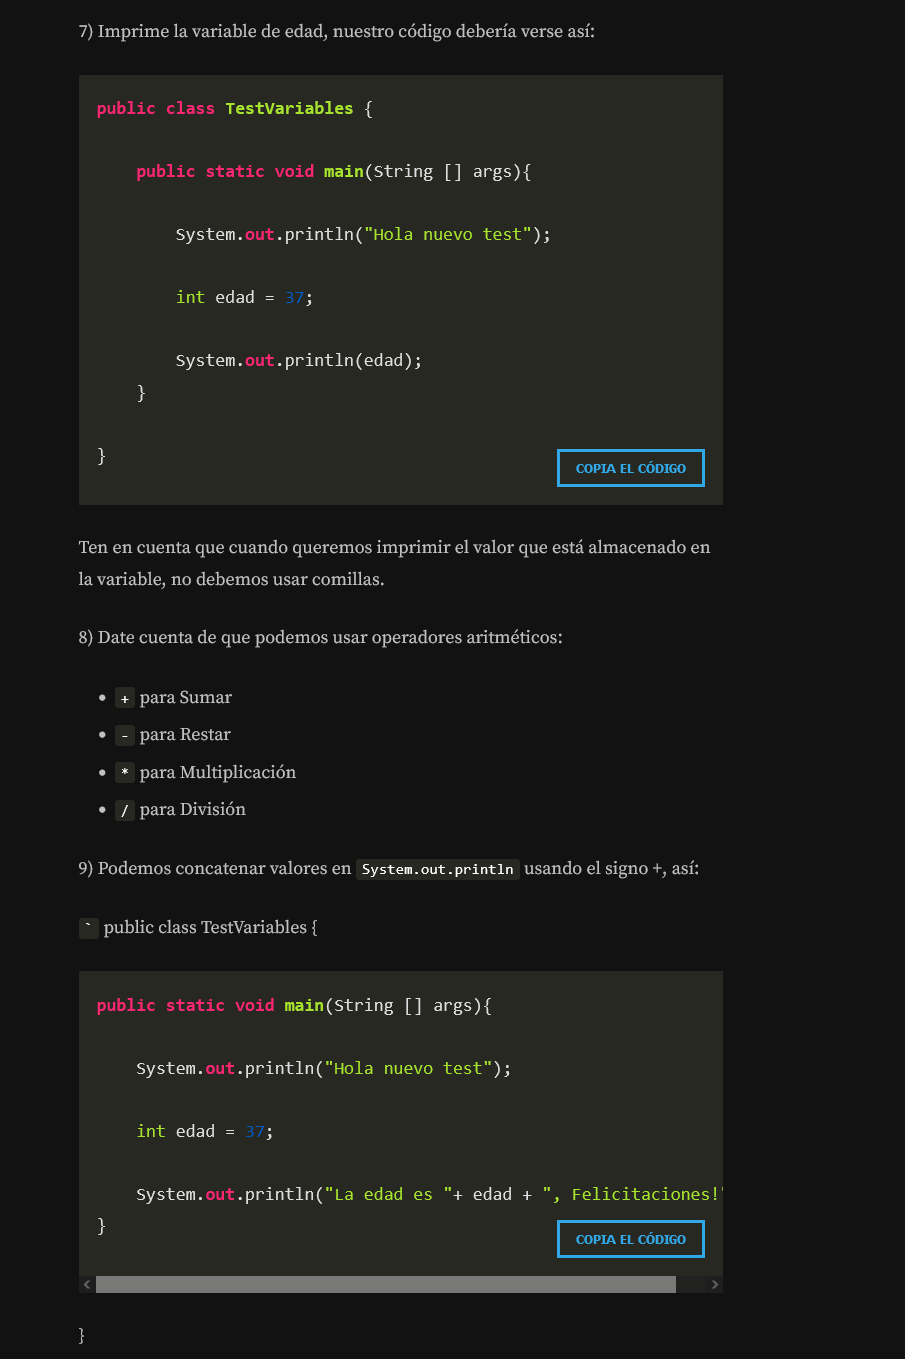 7) Imprime la variable de edad, nuestro código debería verse así:
public class TestVariables {
public static void main(String [] args){
System.out.println("Hola nuevo test");
int edad = 37;
System.out.println(edad);
}
}
COPIA EL CÓDIGO
Ten en cuenta que cuando queremos imprimir el valor que está almacenado en
la variable, no debemos usar comillas.
8) Date cuenta de que podemos usar operadores aritméticos:
• + para Sumar
• - para Restar
• * para Multiplicación
• / para División
9) Podemos concatenar valores en System.out.println usando el signo +, así:
` public class TestVariables {
public static void main(String [] args){
System.out.println("Hola nuevo test");
int edad = 37;
System.out.println("La edad es "+ edad + ", Felicitaciones!"
}
COPIA EL CÓDIGO
}